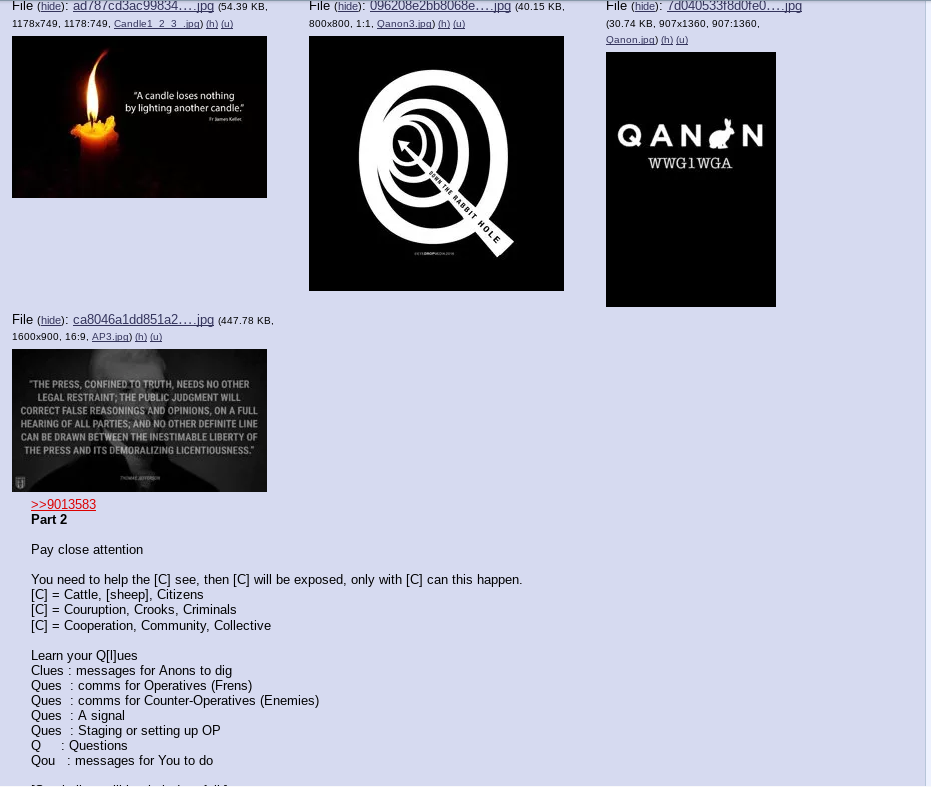 File (hide): ad787cd3ac99834….jpg (54.39 KB,
1178x749, 1178:749, Candle1_2_3_.jpg) (h) (u)
"A candle loses nothing
by lighting another candle."
Fr James Keller
File (hide): 096208e2bb8068e….jpg (40.15 KB,
800x800, 1:1, Qanon3.jpg) (h) (u)
DOWN THE RABBIT HOLE
File (hide): 7d040533f8d0fe0….jpg
(30.74 KB, 907x1360, 907:1360,
Qanon.jpg) (h) (u)
QANON
WWG1WGA
File (hide): ca8046a1dd851a2….jpg (447.78 KB,
1600x900, 16:9, AP3.jpg) (h) (u)
"THE PRESS, CONFINED TO TRUTH, NEEDS NO OTHER
LEGAL RESTRAINT; THE PUBLIC JUDGMENT WILL
CORRECT FALSE REASONINGS AND OPINIONS, ON A FULL
HEARING OF ALL PARTIES; AND NO OTHER DEFINITE LINE
CAN BE DRAWN BETWEEN THE INESTIMABLE LIBERTY OF
THE PRESS AND ITS DEMORALIZING LICENTIOUSNESS."
THOMAS JEFFERSON
>>9013583
Part 2
Pay close attention
You need to help the [C] see, then [C] will be exposed, only with [C] can this happen.
[C] = Cattle, [sheep], Citizens
[C] = Couruption, Crooks, Criminals
[C] = Cooperation, Community, Collective
Learn your Q[l]ues
Clues : messages for Anons to dig
Ques : comms for Operatives (Frens)
Ques : comms for Counter-Operatives (Enemies)
Ques : A signal
Ques : Staging or setting up OP
Q : Questions
Qou : messages for You to do